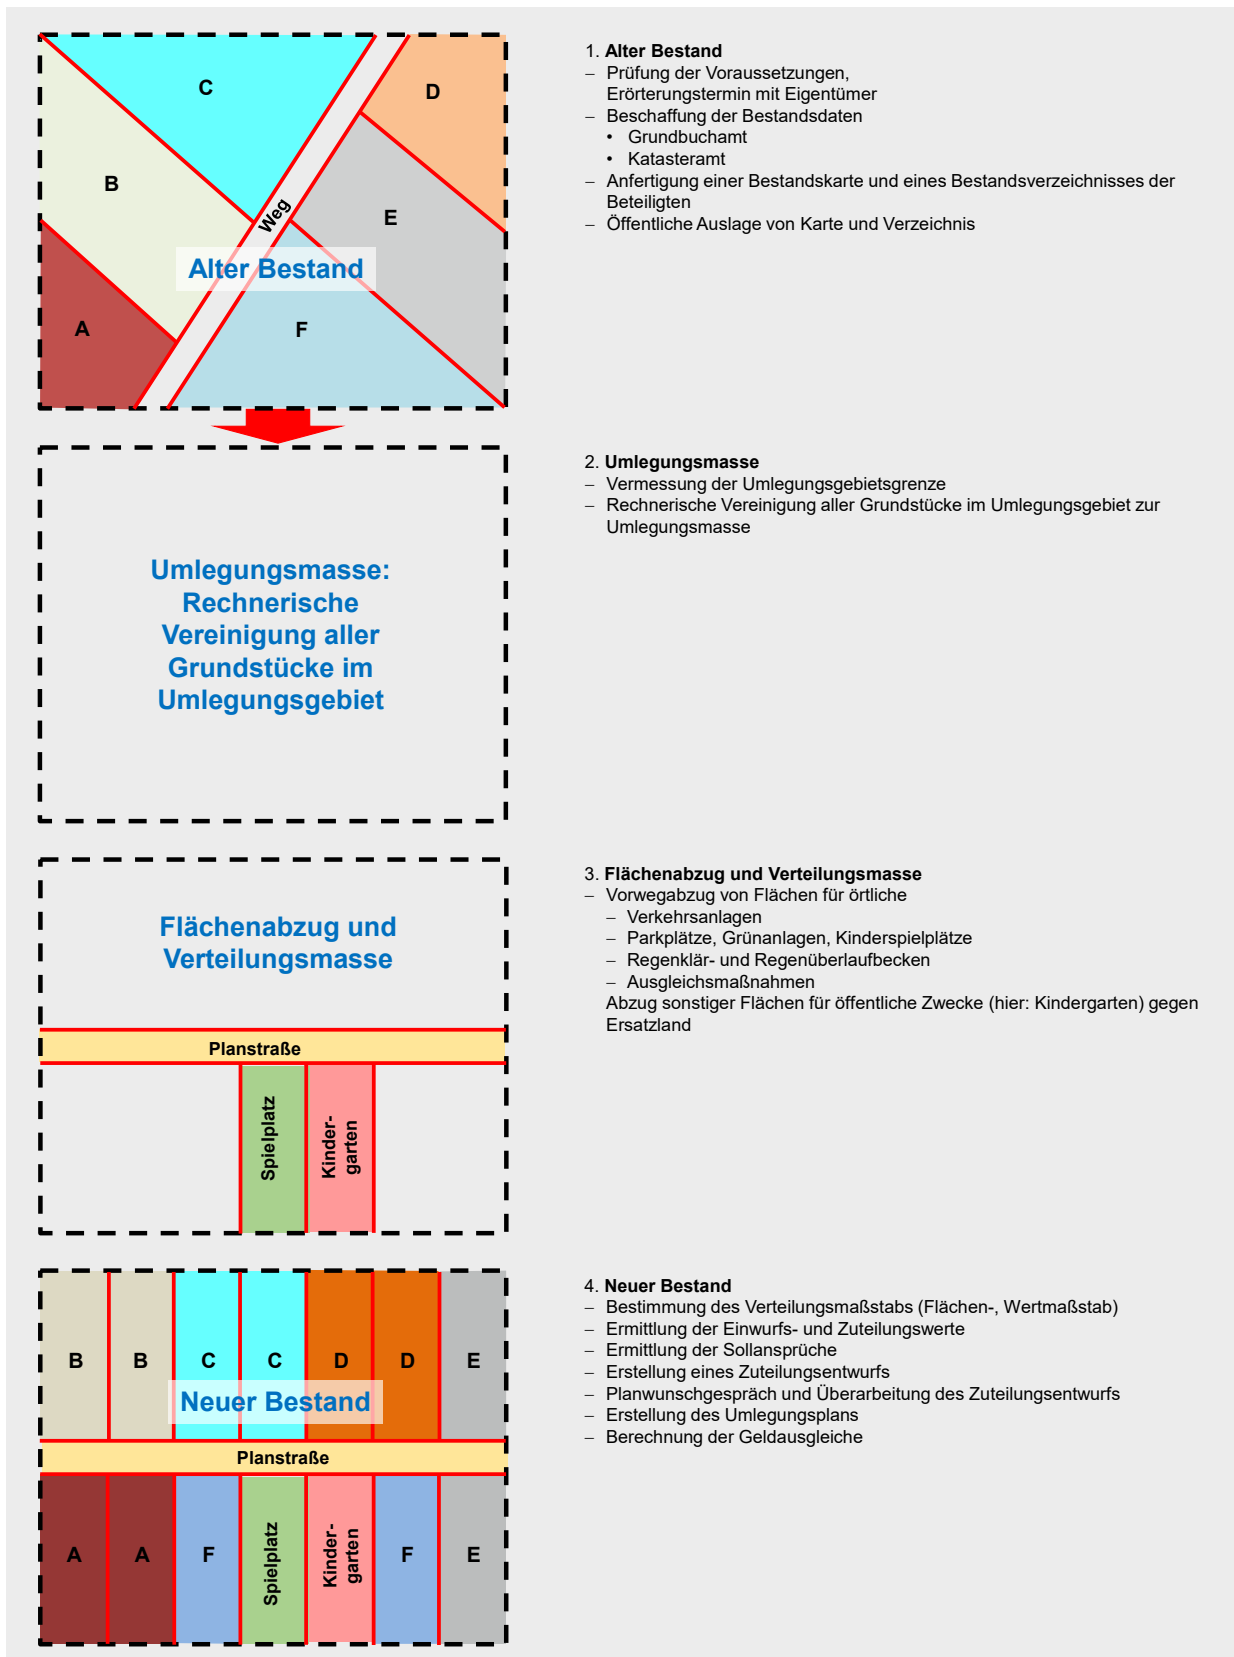 C
D
B
Weg
E
Alter Bestand
A
F
1. Alter Bestand
– Prüfung der Voraussetzungen,
Erörterungstermin mit Eigentümer
– Beschaffung der Bestandsdaten
• Grundbuchamt
• Katasteramt
– Anfertigung einer Bestandskarte und eines Bestandsverzeichnisses der
Beteiligten
– Öffentliche Auslage von Karte und Verzeichnis
Umlegungsmasse:
Rechnerische
Vereinigung aller
Grundstücke im
Umlegungsgebiet
2. Umlegungsmasse
– Vermessung der Umlegungsgebietsgrenze
– Rechnerische Vereinigung aller Grundstücke im Umlegungsgebiet zur
Umlegungsmasse
Flächenabzug und
Verteilungsmasse
Planstraße
Spielplatz
Kinder-
garten
3. Flächenabzug und Verteilungsmasse
– Vorwegabzug von Flächen für örtliche
– Verkehrsanlagen
– Parkplätze, Grünanlagen, Kinderspielplätze
– Regenklär- und Regenüberlaufbecken
– Ausgleichsmaßnahmen
Abzug sonstiger Flächen für öffentliche Zwecke (hier: Kindergarten) gegen
Ersatzland
B B C C D D E
Neuer Bestand
Planstraße
A A F Spielplatz Kinder-
garten F E
4. Neuer Bestand
– Bestimmung des Verteilungsmaßstabs (Flächen-, Wertmaßstab)
– Ermittlung der Einwurfs- und Zuteilungswerte
– Ermittlung der Sollansprüche
– Erstellung eines Zuteilungsentwurfs
– Planwunschgespräch und Überarbeitung des Zuteilungsentwurfs
– Erstellung des Umlegungsplans
– Berechnung der Geldausgleiche